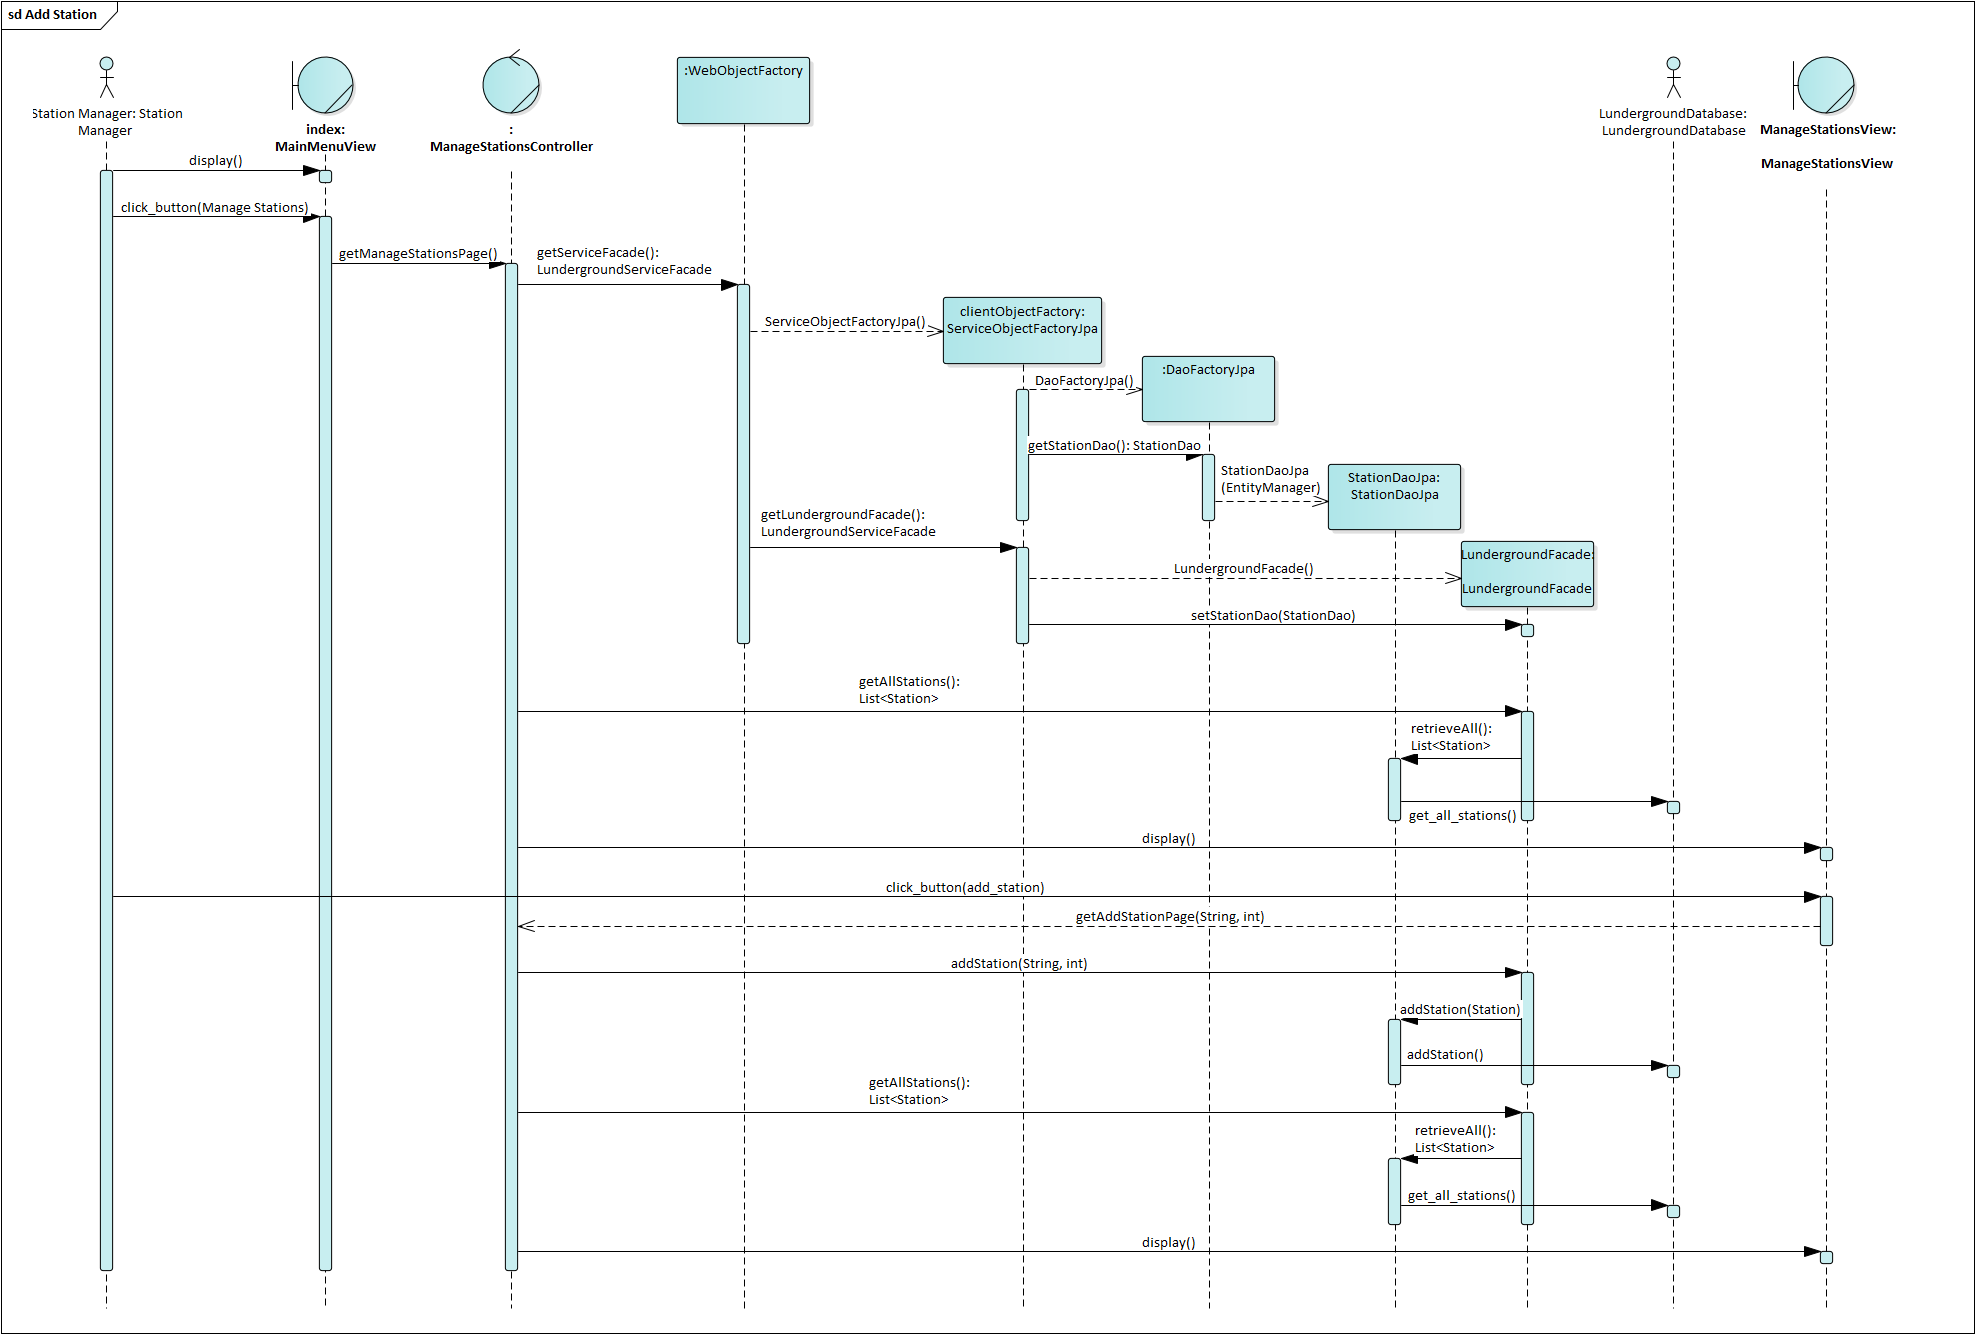 sd Add Station
Station Manager: Station
Manager
index:
MainMenuView
:
ManageStationsController
:WebObjectFactory
LundergroundDatabase:
LundergroundDatabase
ManageStationsView:
ManageStationsView
display()
click_button(Manage Stations)
getManageStationsPage()
getServiceFacade():
LundergroundServiceFacade
clientObjectFactory:
ServiceObjectFactoryJpa
ServiceObjectFactoryJpa()
:DaoFactoryJpa
DaoFactoryJpa()
getStationDao(): StationDao
StationDaoJpa
(EntityManager)
StationDaoJpa:
StationDaoJpa
getLundergroundFacade():
LundergroundServiceFacade
LundergroundFacade:
LundergroundFacade
LundergroundFacade()
setStationDao(StationDao)
getAllStations():
List<Station>
retrieveAll():
List<Station>
get_all_stations()
display()
click_button(add_station)
getAddStationPage(String, int)
addStation(String, int)
addStation(Station)
addStation()
getAllStations():
List<Station>
retrieveAll():
List<Station>
get_all_stations()
display()